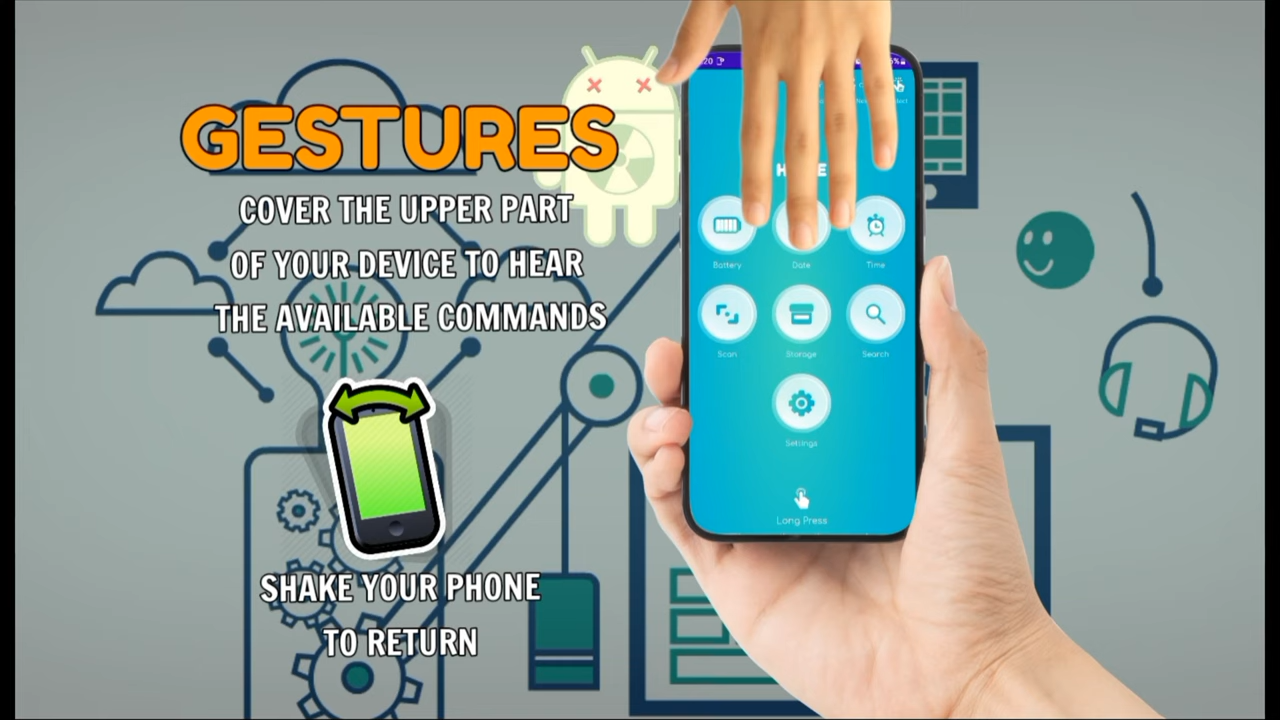 GESTURES
COVER THE UPPER PART
OF YOUR DEVICE TO HEAR
THE AVAILABLE COMMANDS
SHAKE YOUR PHONE
TO RETURN
Battery
Date
Time
Scan
Storage
Search
Settings
Long Press